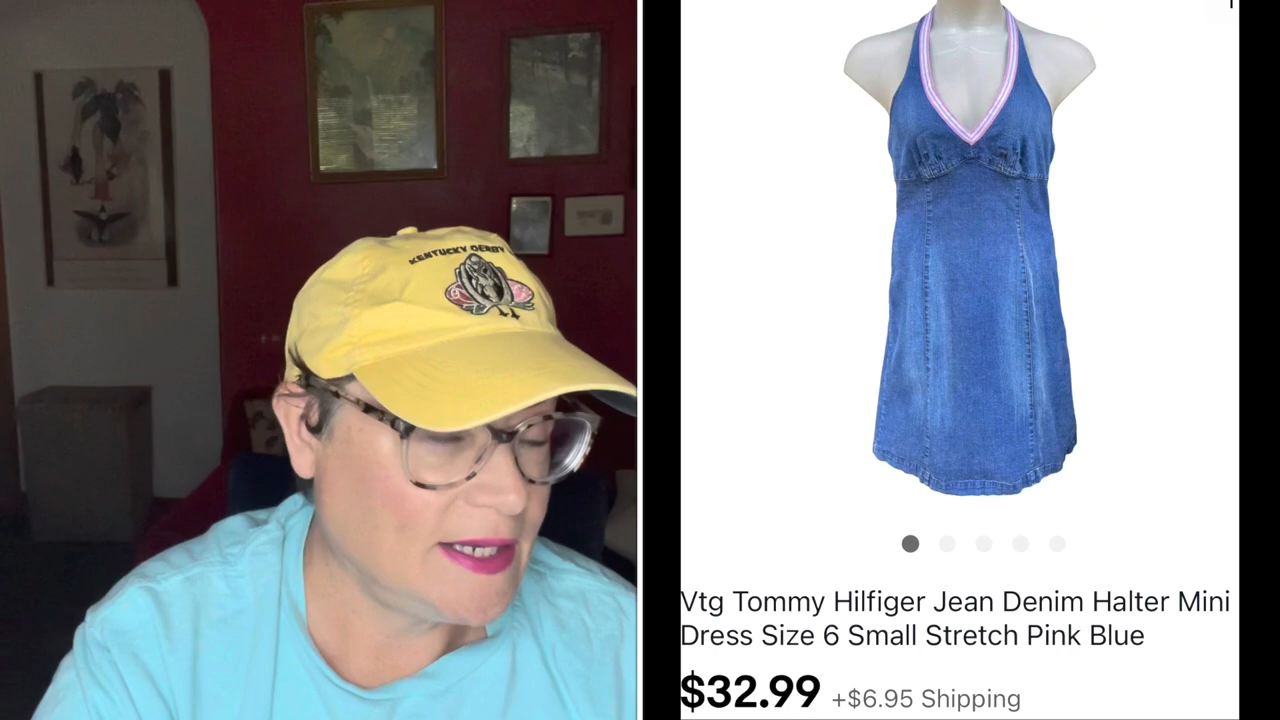 KENTUCKY DERBY
Vtg Tommy Hilfiger Jean Denim Halter Mini
Dress Size 6 Small Stretch Pink Blue
$32.99 +$6.95 Shipping